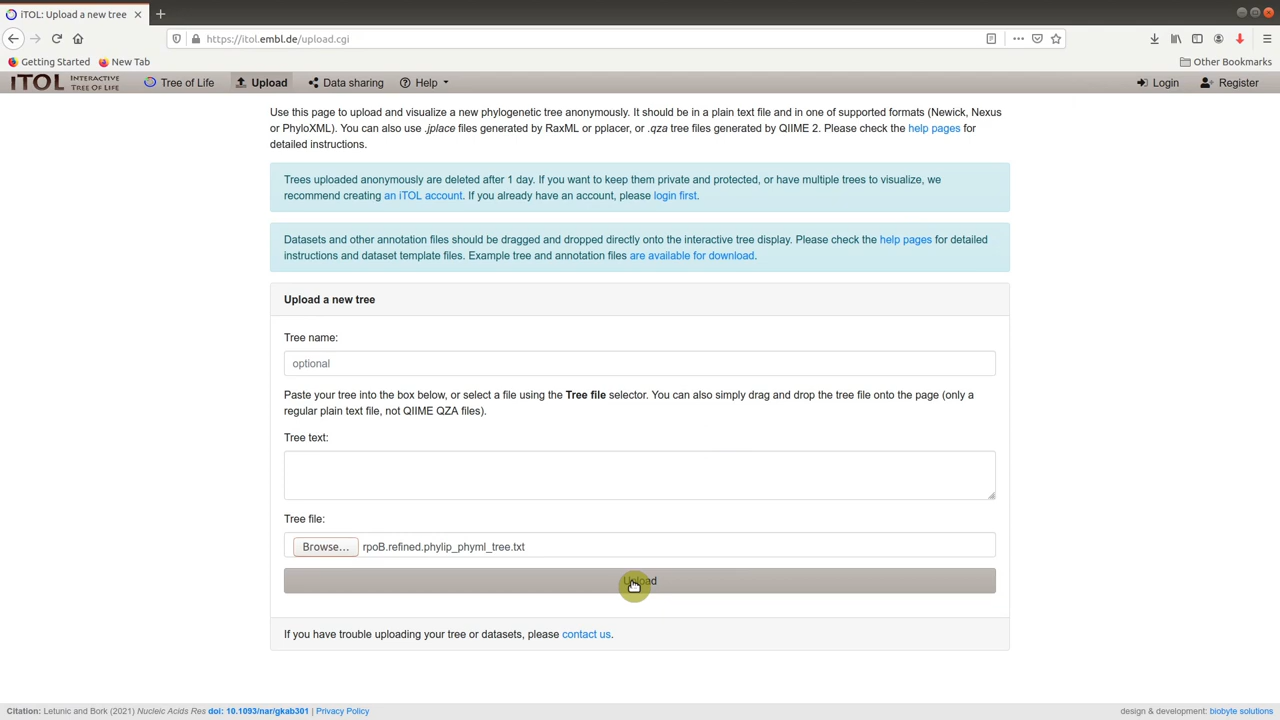 iTOL: Upload a new tree
https://itol.embl.de/upload.cgi
Getting Started New Tab Other Bookmarks
iTOL INTERACTIVE TREE OF LIFE Tree of Life Upload Data sharing Help Login Register
Use this page to upload and visualize a new phylogenetic tree anonymously. It should be in a plain text file and in one of supported formats (Newick, Nexus
or PhyloXML). You can also use .jplace files generated by RaxML or pplacer, or .qza tree files generated by QIIME 2. Please check the help pages for
detailed instructions.
Trees uploaded anonymously are deleted after 1 day. If you want to keep them private and protected, or have multiple trees to visualize, we
recommend creating an iTOL account. If you already have an account, please login first.
Datasets and other annotation files should be dragged and dropped directly onto the interactive tree display. Please check the help pages for detailed
instructions and dataset template files. Example tree and annotation files are available for download.
Upload a new tree
Tree name:
optional
Paste your tree into the box below, or select a file using the Tree file selector. You can also simply drag and drop the tree file onto the page (only a
regular plain text file, not QIIME QZA files).
Tree text:
Tree file:
Browse... rpoB.refined.phylip_phyml_tree.txt
Upload
If you have trouble uploading your tree or datasets, please contact us.
Citation: Letunic and Bork (2021) Nucleic Acids Res doi: 10.1093/nar/gkab301 | Privacy Policy design & development: biobyte solutions